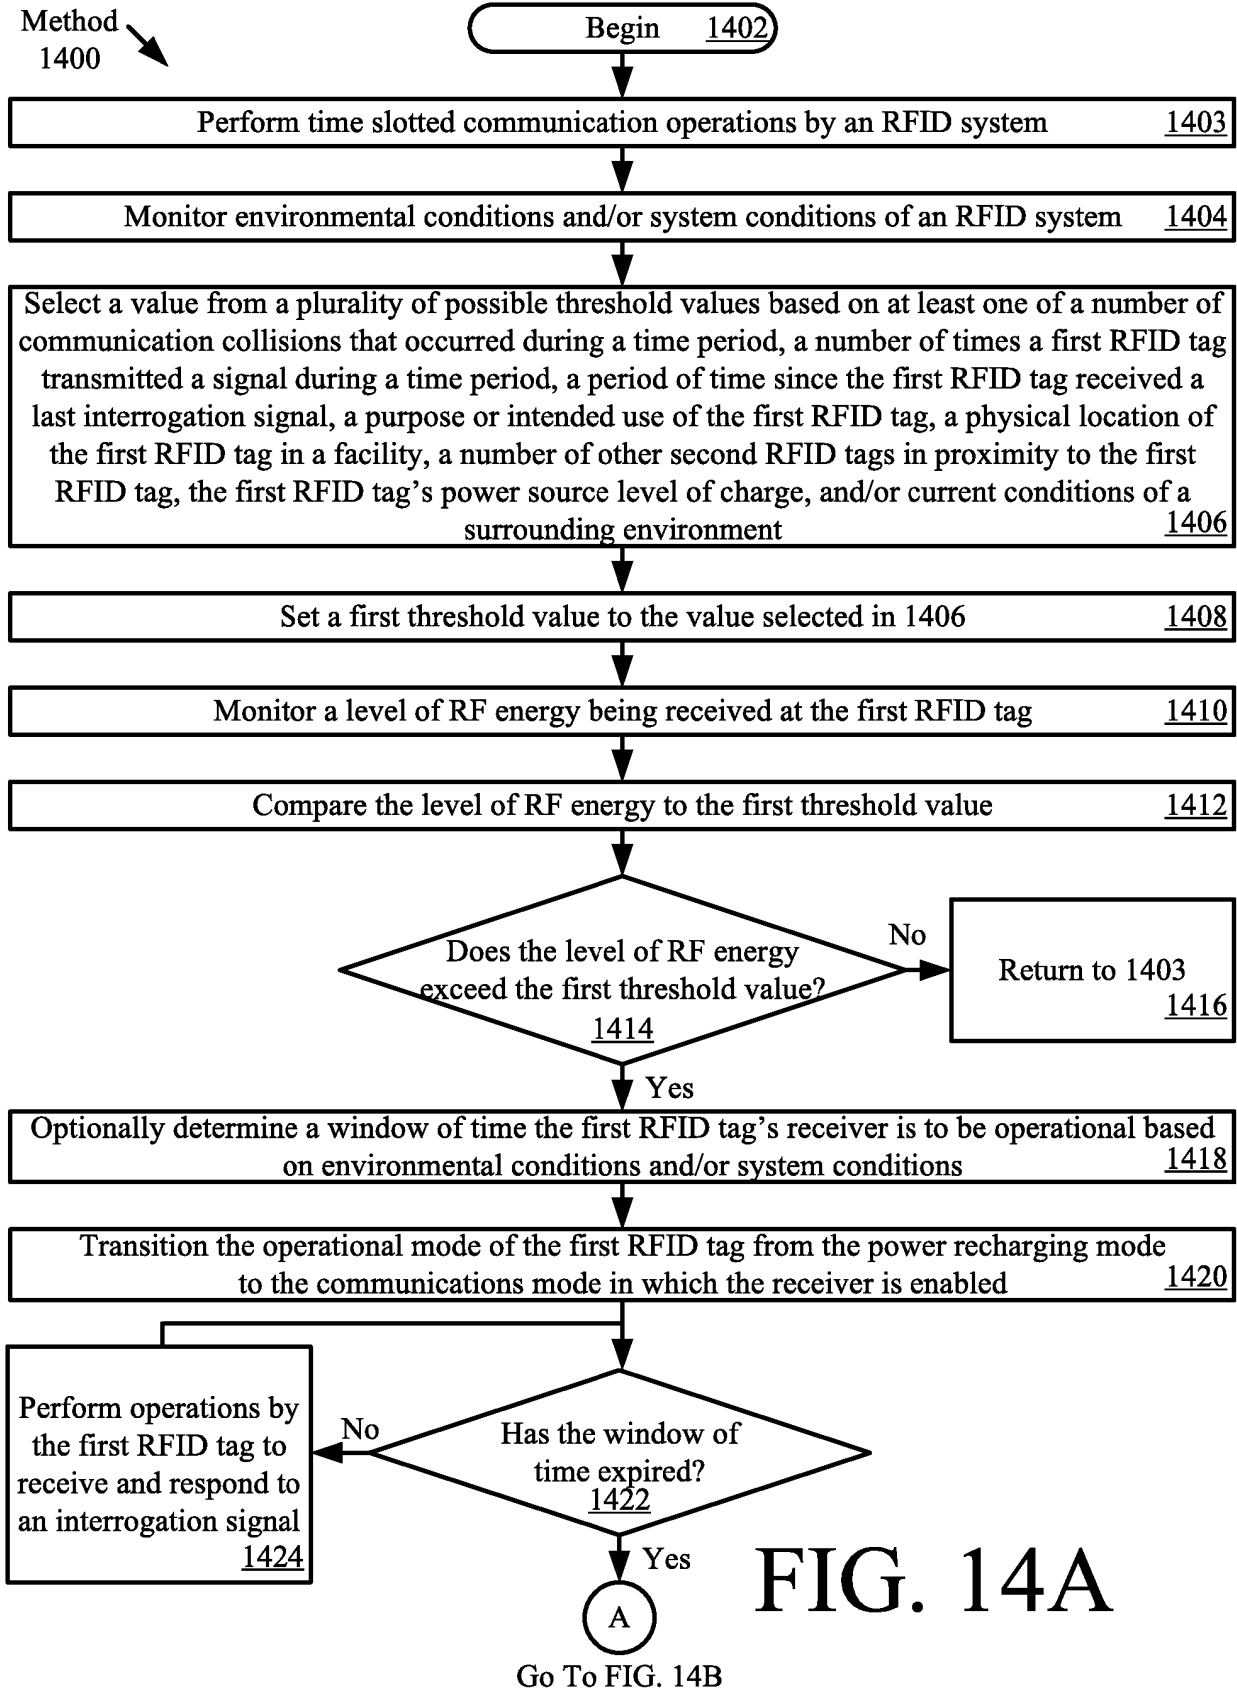 Method
1400
Begin 1402
Perform time slotted communication operations by an RFID system 1403
Monitor environmental conditions and/or system conditions of an RFID system 1404
Select a value from a plurality of possible threshold values based on at least one of a number of
communication collisions that occurred during a time period, a number of times a first RFID tag
transmitted a signal during a time period, a period of time since the first RFID tag received a
last interrogation signal, a purpose or intended use of the first RFID tag, a physical location of
the first RFID tag in a facility, a number of other second RFID tags in proximity to the first
RFID tag, the first RFID tag's power source level of charge, and/or current conditions of a
surrounding environment 1406
Set a first threshold value to the value selected in 1406 1408
Monitor a level of RF energy being received at the first RFID tag 1410
Compare the level of RF energy to the first threshold value 1412
Does the level of RF energy
exceed the first threshold value?
1414
No
Return to 1403
1416
Yes
Optionally determine a window of time the first RFID tag's receiver is to be operational based
on environmental conditions and/or system conditions 1418
Transition the operational mode of the first RFID tag from the power recharging mode
to the communications mode in which the receiver is enabled 1420
Has the window of
time expired?
1422
No
Perform operations by
the first RFID tag to
receive and respond to
an interrogation signal
1424
Yes
A
Go To FIG. 14B
FIG. 14A